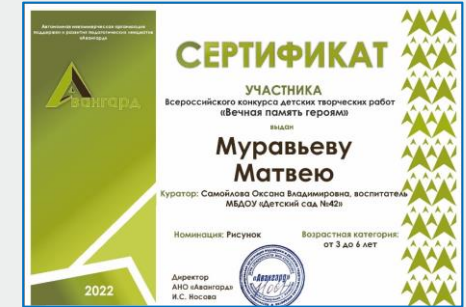 Автономная некоммерческая организация
поддержки и развития педагогических инициатив
«Авангард»
Авангард
СЕРТИФИКАТ
УЧАСТНИКА
Всероссийского конкурса детских творческих работ
«Вечная память героям»
выдан
Муравьеву
Матвею
Куратор: Самойлова Оксана Владимировна, воспитатель
МБДОУ «Детский сад №42»
Номинация: Рисунок
Возрастная категория:
от 3 до 6 лет
Директор
АНО «Авангард»
И.С. Носова
«Авангард»
2022